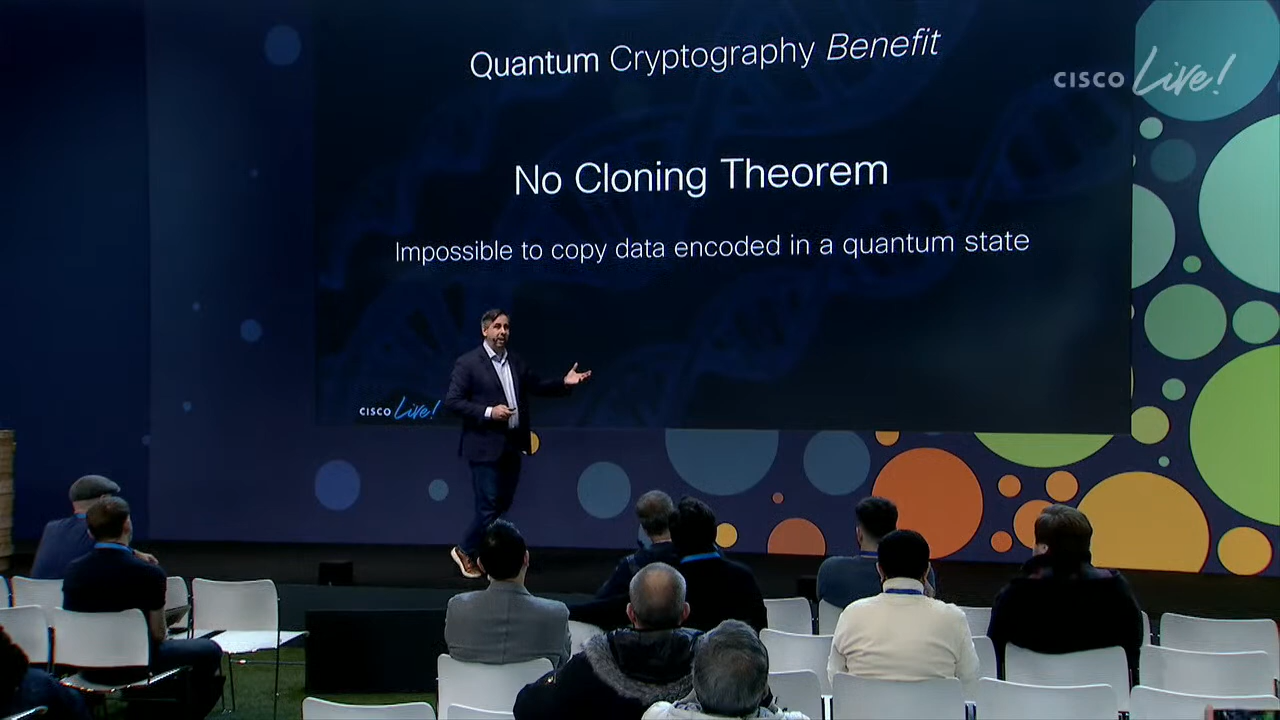 Quantum Cryptography Benefit
CISCO Live!
No Cloning Theorem
Impossible to copy data encoded in a quantum state
CISCO Live!